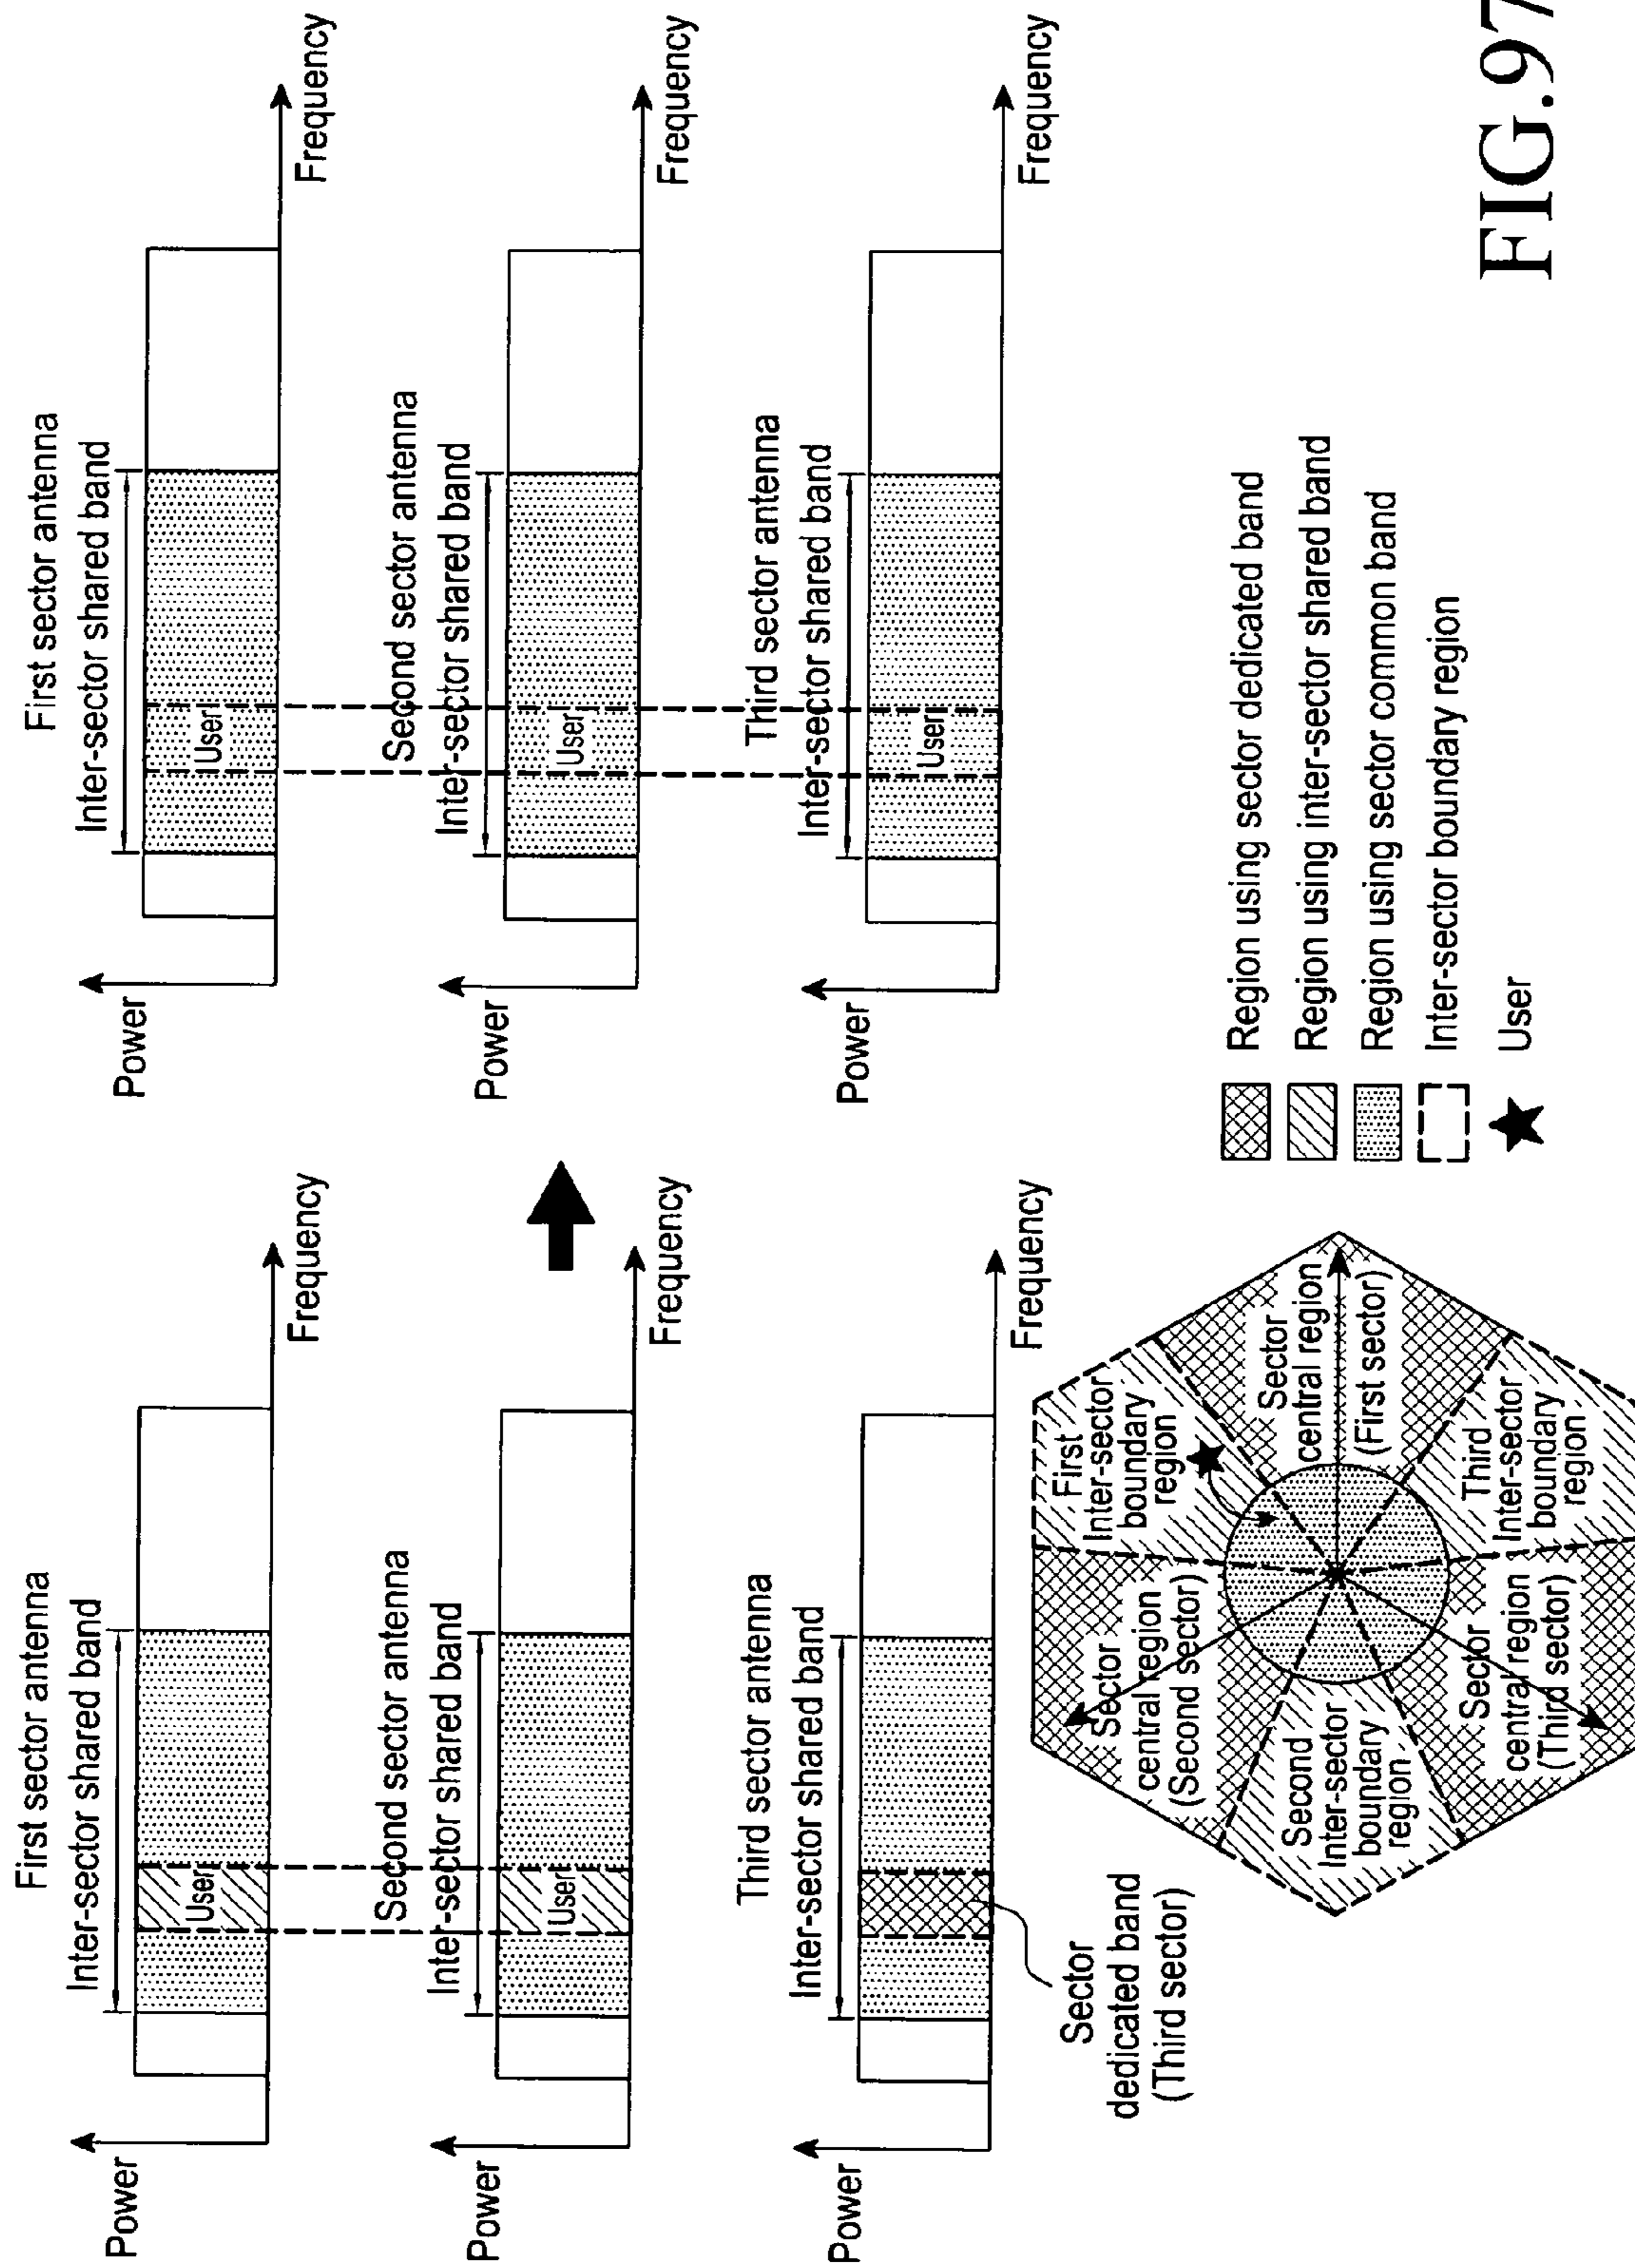 First sector antenna
Inter-sector shared band
User
Power
Frequency
Second sector antenna
Inter-sector shared band
User
Power
Frequency
Third sector antenna
Inter-sector shared band
Power
Frequency
Sector
dedicated band
(Third sector)
First sector antenna
Inter-sector shared band
User
Power
Frequency
Second sector antenna
Inter-sector shared band
User
Power
Frequency
Third sector antenna
Inter-sector shared band
User
Power
Frequency
First
Inter-sector
boundary
region
Sector
central region
(First sector)
Third
Inter-sector
boundary
region
Sector
central region
(Second sector)
Second
Inter-sector
boundary
region
Sector
central region
(Third sector)
Region using sector dedicated band
Region using inter-sector shared band
Region using sector common band
Inter-sector boundary region
User
FIG.97